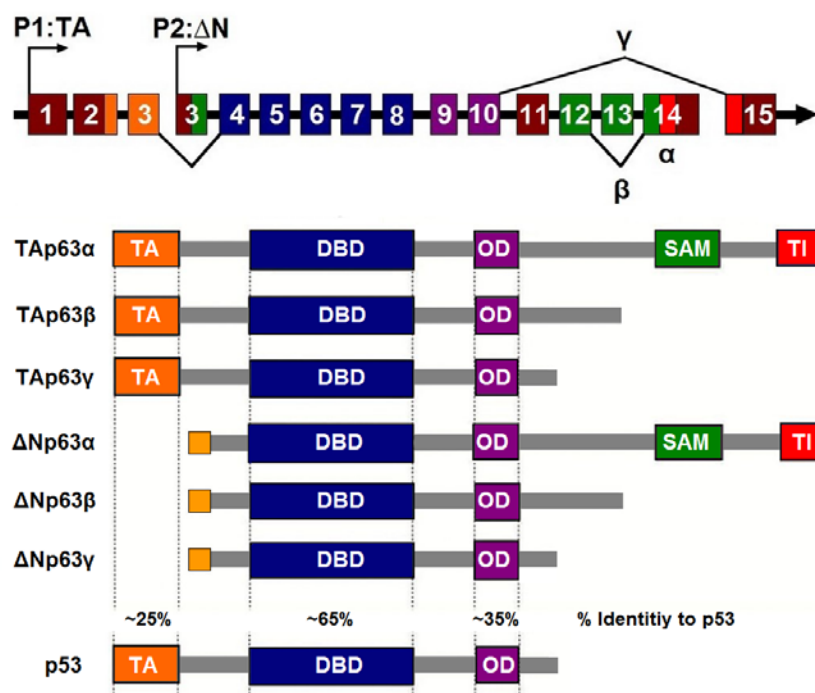 P1:TA P2:ΔN γ
1 2 3 3 4 5 6 7 8 9 10 11 12 13 14 15
α
β
TAp63α TA DBD OD SAM TI
TAp63β TA DBD OD
TAp63γ TA DBD OD
ΔNp63α DBD OD SAM TI
ΔNp63β DBD OD
ΔNp63γ DBD OD
~25% ~65% ~35% % Identitiy to p53
p53 TA DBD OD